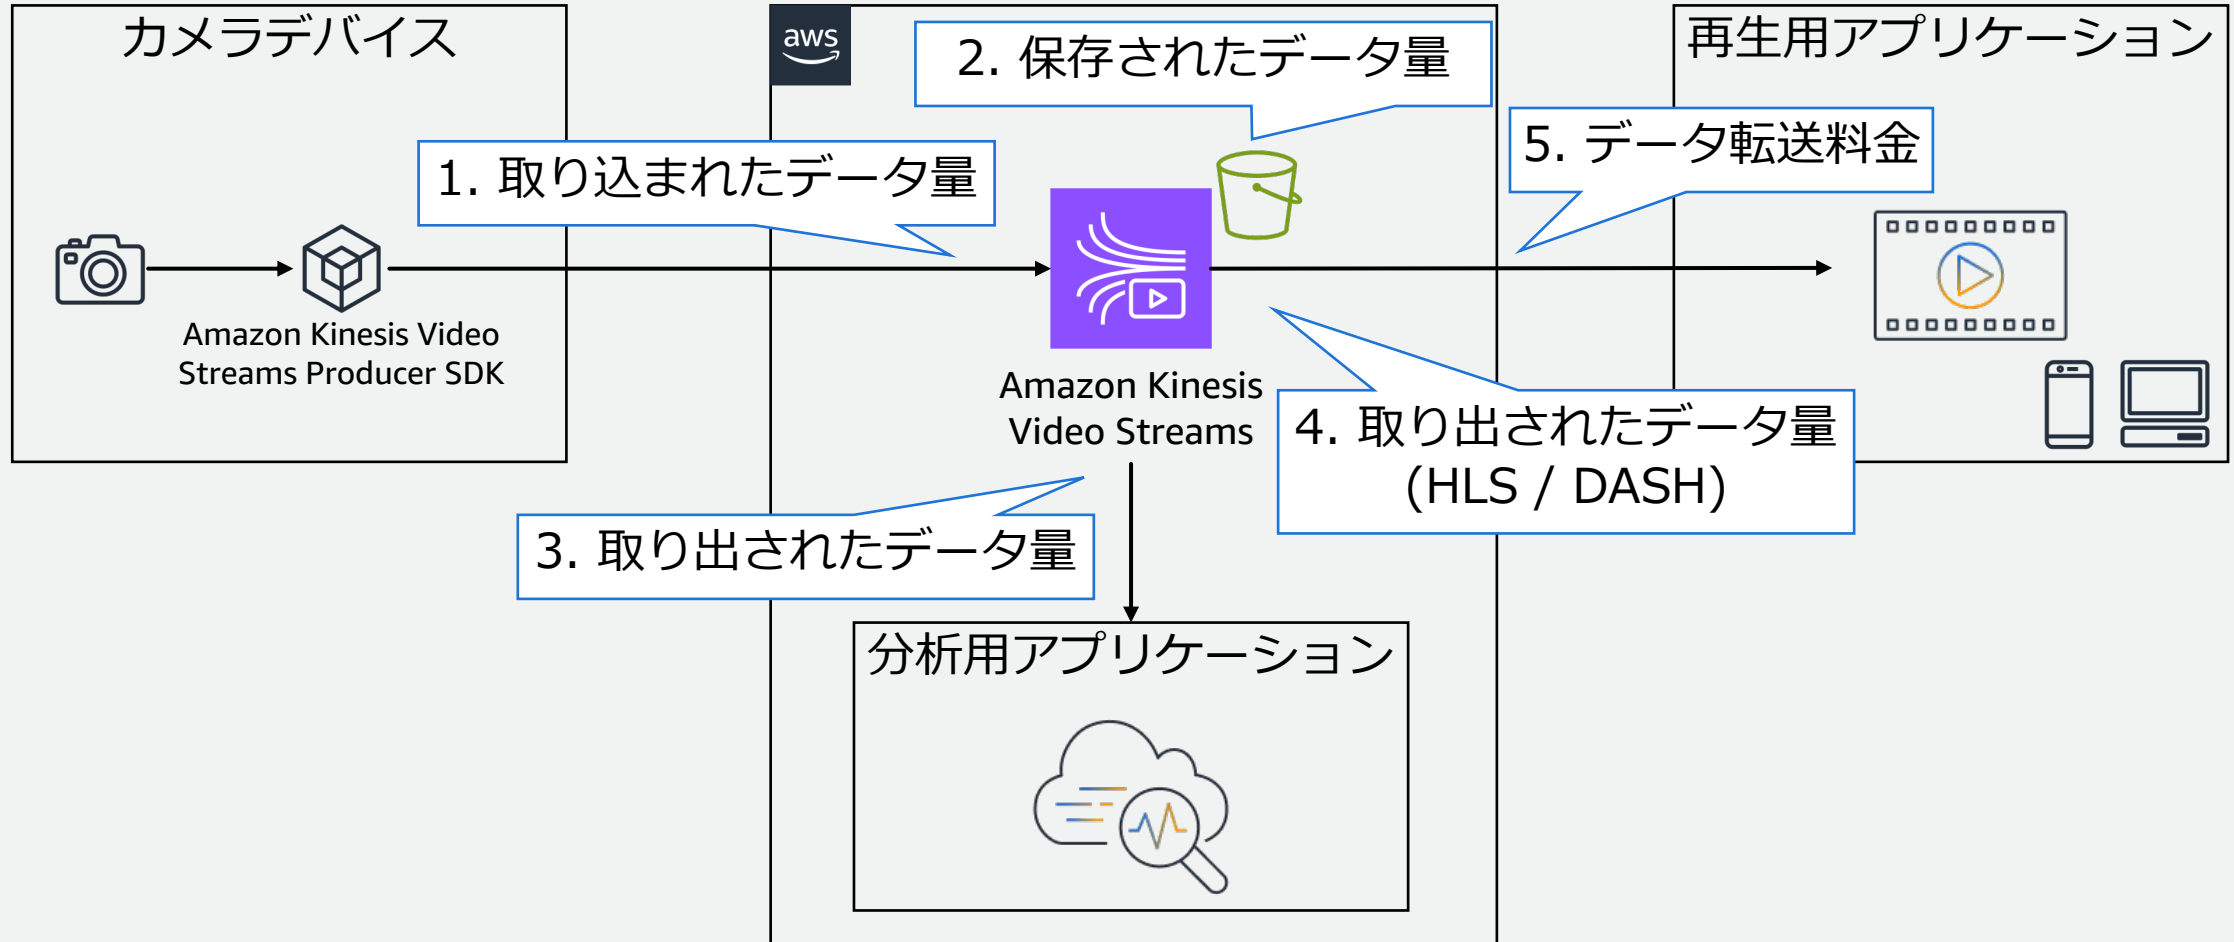 カメラデバイス
aws
2. 保存されたデータ量
再生用アプリケーション
5. データ転送料金
1. 取り込まれたデータ量
Amazon Kinesis Video
Streams Producer SDK
Amazon Kinesis
Video Streams
4. 取り出されたデータ量
(HLS / DASH)
3. 取り出されたデータ量
分析用アプリケーション